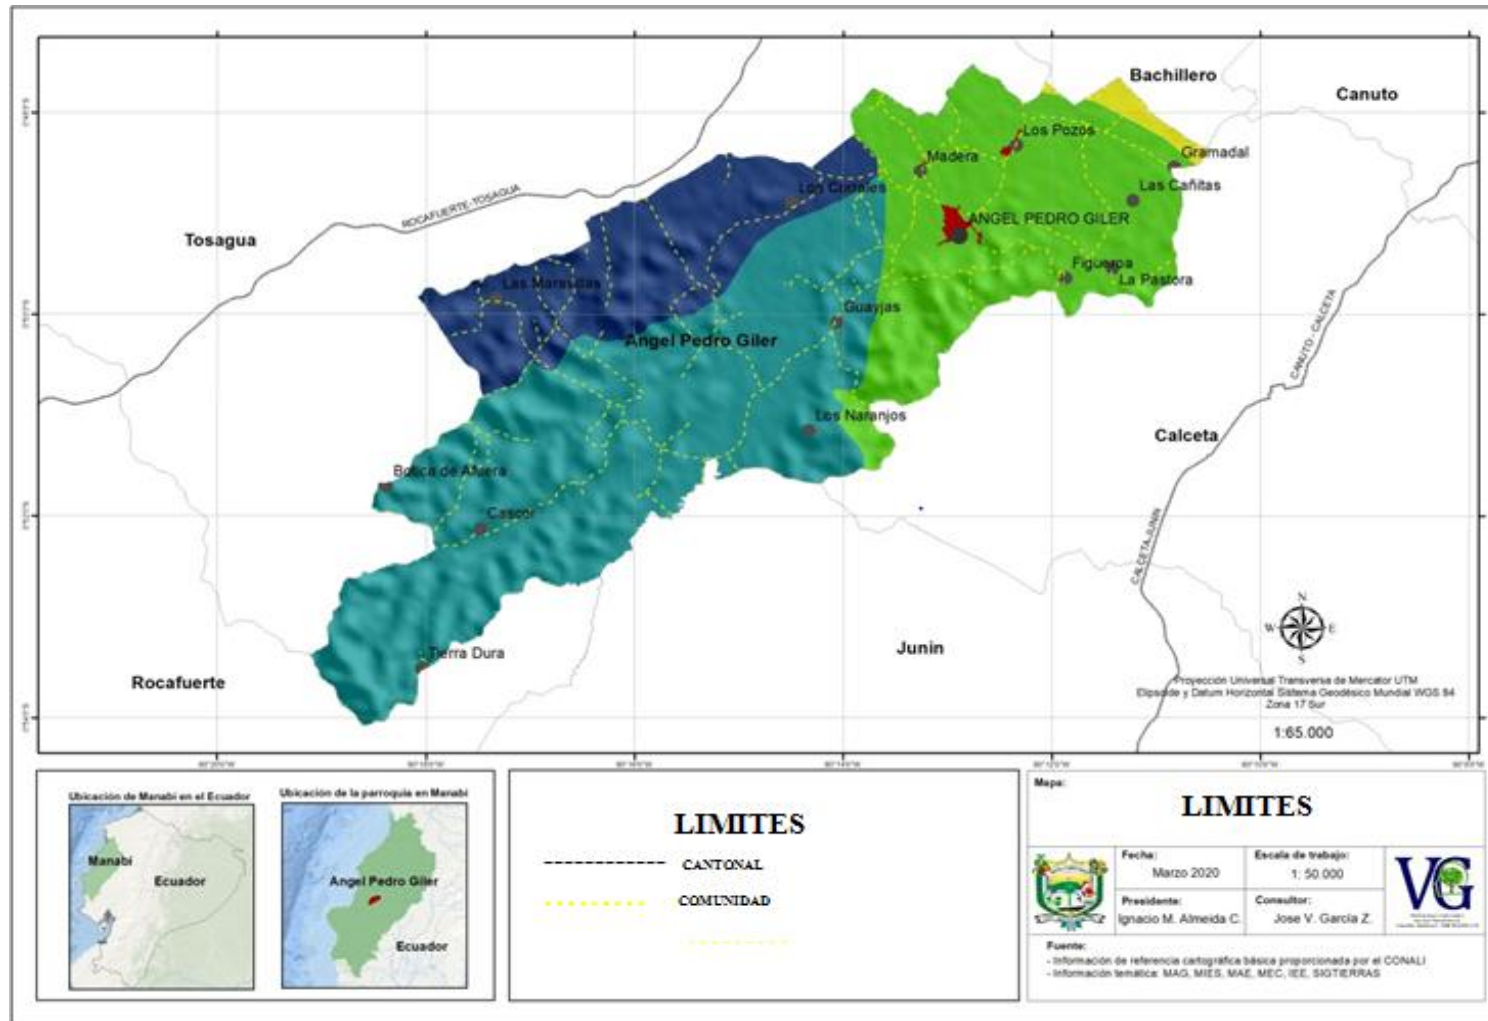 Bachillero
Canuto
Los Pozos
Madera
Gramadal
Las Cañitas
ROCAFUERTE-TOSAGUA
ANGEL PEDRO GILER
Tosagua
Figueroa
La Pastora
Guayjas
Angel Pedro Giler
CANUTO - CALCETA
Los Naranjos
Calceta
Botica de Afuera
Cascor
CALCETA-JUNIN
N
W
E
S
Junin
Tierra Dura
Rocafuerte
Proyección Universal Transversa de Mercator UTM
Elipsoide y Datum Horizontal Sistema Geodésico Mundial WGS 84
Zona 17 Sur
1:65.000
Ubicación de Manabí en el Ecuador
Manabí
Ecuador
Ubicación de la parroquia en Manabí
Angel Pedro Giler
Ecuador
LIMITES
CANTONAL
COMUNIDAD
Mapa:
LIMITES
Fecha:
Marzo 2020
Escala de trabajo:
1: 50.000
Presidente:
Ignacio M. Almeida C.
Consultor:
Jose V. García Z.
VG
Fuente:
- Información de referencia cartográfica básica proporcionada por el CONALI
- Información temática: MAG, MIES, MAE, MEC, IEE, SIGTIERRAS